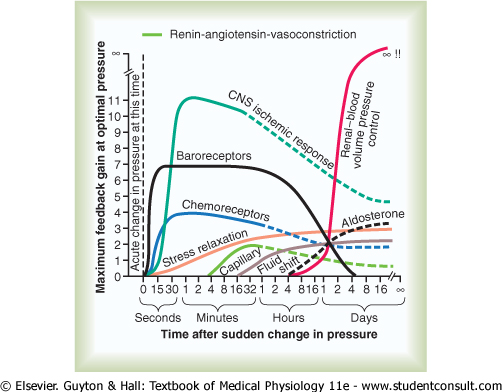 Renin-angiotensin-vasoconstriction
Maximum feedback gain at optimal pressure
Acute change in pressure at this time
∞
11
10
9
8
7
6
5
4
3
2
1
0
CNS ischemic response
Baroreceptors
Chemoreceptors
Stress relaxation
Capillary
Fluid
shift
Renal–blood
volume pressure
control
∞ !!
Aldosterone
0 15 30 1 2 4 8 16 32 1 2 4 8 16 1 2 4 8 16 ∞
Seconds Minutes Hours Days
Time after sudden change in pressure
© Elsevier. Guyton & Hall: Textbook of Medical Physiology 11e - www.studentconsult.com